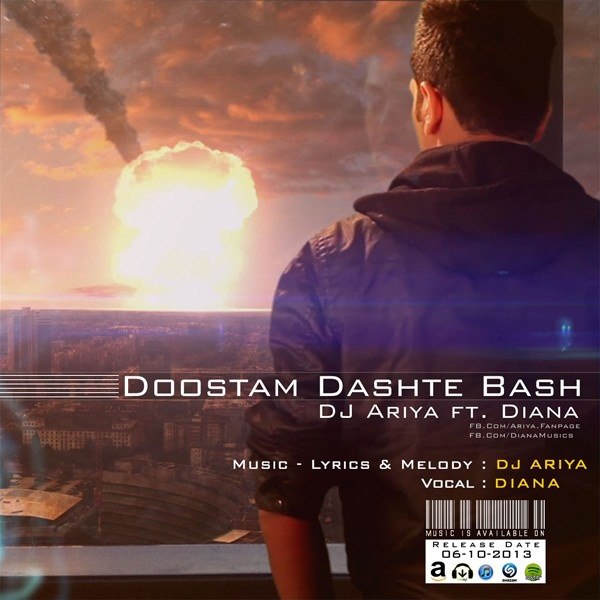 Doostam Dashte Bash
DJ Ariya ft. Diana
FB.Com/Ariya.Fanpage
FB.Com/DianaMusics
Music - Lyrics & Melody : DJ ARIYA
Vocal : DIANA
MUSIC IS AVAILABLE ON
Release Date
06-10-2013
a
SHAZAM